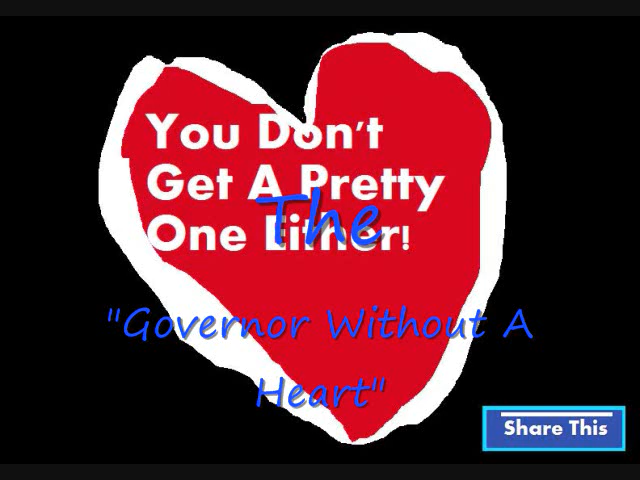 You Don't
Get A Pretty
One Either!
The
"Governor Without A
Heart"
Share This